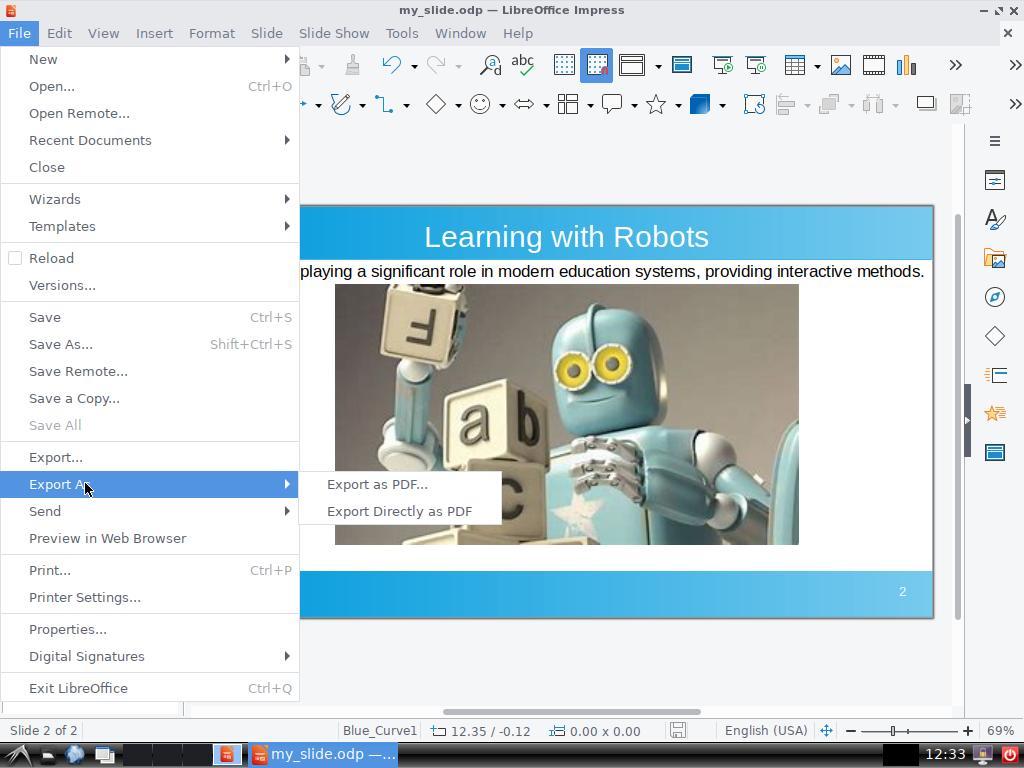 my_slide.odp — LibreOffice Impress
File Edit View Insert Format Slide Slide Show Tools Window Help
New
Open... Ctrl+O
Open Remote...
Recent Documents
Close
Wizards
Templates
Reload
Versions...
Save Ctrl+S
Save As... Shift+Ctrl+S
Save Remote...
Save a Copy...
Save All
Export...
Export As
Send
Preview in Web Browser
Print... Ctrl+P
Printer Settings...
Properties...
Digital Signatures
Exit LibreOffice Ctrl+Q
Export as PDF...
Export Directly as PDF
abc
Learning with Robots
playing a significant role in modern education systems, providing interactive methods.
F
a b
C
2
Slide 2 of 2 Blue_Curve1 12.35 / -0.12 0.00 x 0.00 English (USA) 69%
my_slide.odp —... 12:33